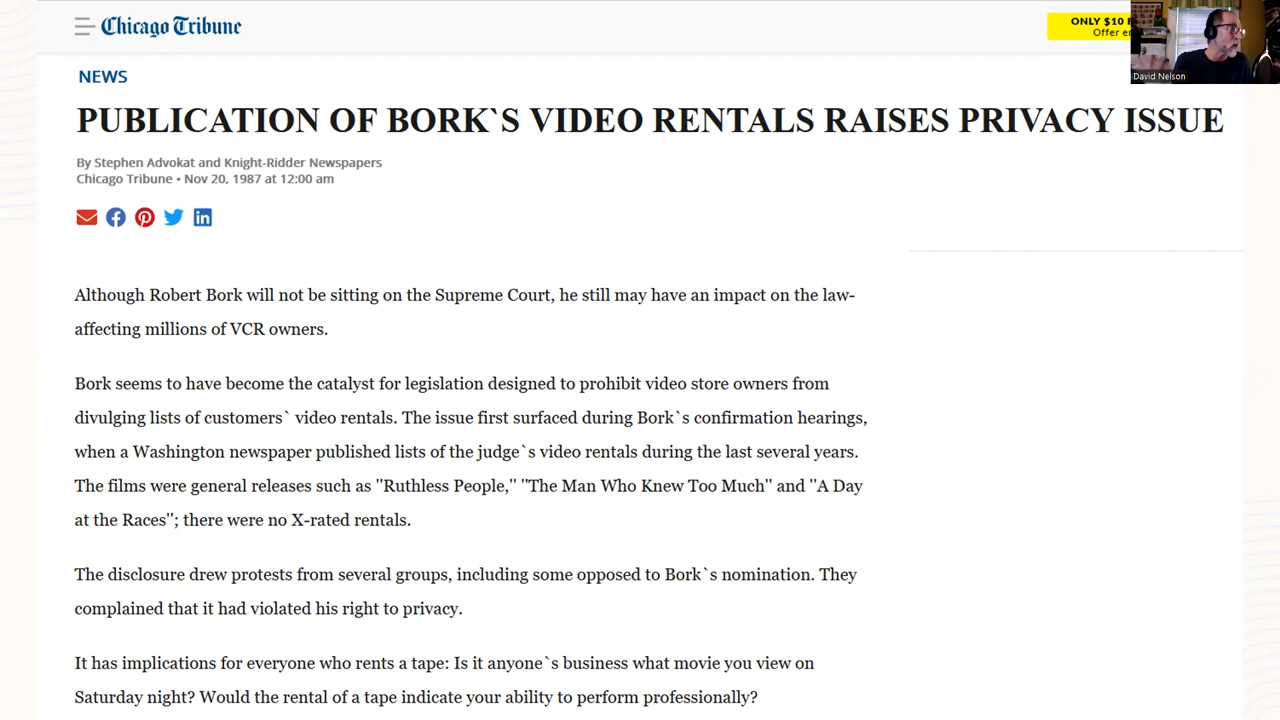 Chicago Tribune
ONLY $10 F
Offer e
David Nelson
NEWS
PUBLICATION OF BORK`S VIDEO RENTALS RAISES PRIVACY ISSUE
By Stephen Advokat and Knight-Ridder Newspapers
Chicago Tribune • Nov 20, 1987 at 12:00 am
Although Robert Bork will not be sitting on the Supreme Court, he still may have an impact on the law-
affecting millions of VCR owners.
Bork seems to have become the catalyst for legislation designed to prohibit video store owners from
divulging lists of customers` video rentals. The issue first surfaced during Bork`s confirmation hearings,
when a Washington newspaper published lists of the judge`s video rentals during the last several years.
The films were general releases such as ''Ruthless People,'' ''The Man Who Knew Too Much'' and ''A Day
at the Races''; there were no X-rated rentals.
The disclosure drew protests from several groups, including some opposed to Bork`s nomination. They
complained that it had violated his right to privacy.
It has implications for everyone who rents a tape: Is it anyone`s business what movie you view on
Saturday night? Would the rental of a tape indicate your ability to perform professionally?